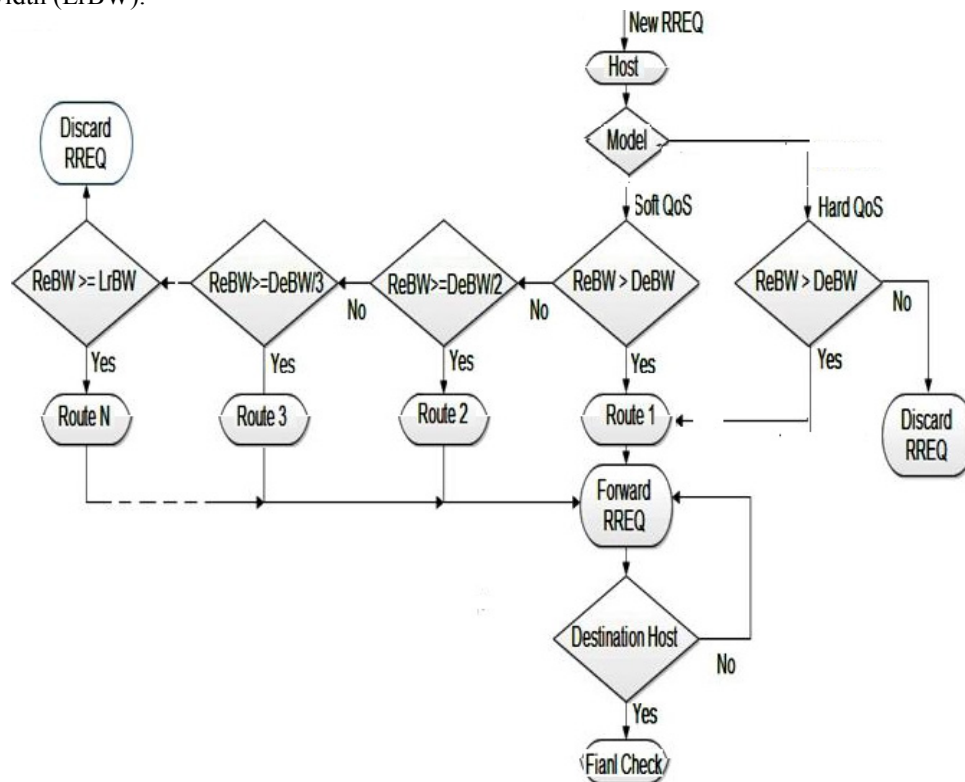 New RREQ
Host
Model
Soft QoS
Hard QoS
Discard
RREQ
ReBW >= LrBW
ReBW>=DeBW/3
ReBW>=DeBW/2
ReBW > DeBW
ReBW > DeBW
No
No
No
Yes
Yes
Yes
Yes
Yes
Route N
Route 3
Route 2
Route 1
Discard
RREQ
Forward
RREQ
Destination Host
No
Yes
Fianl Check